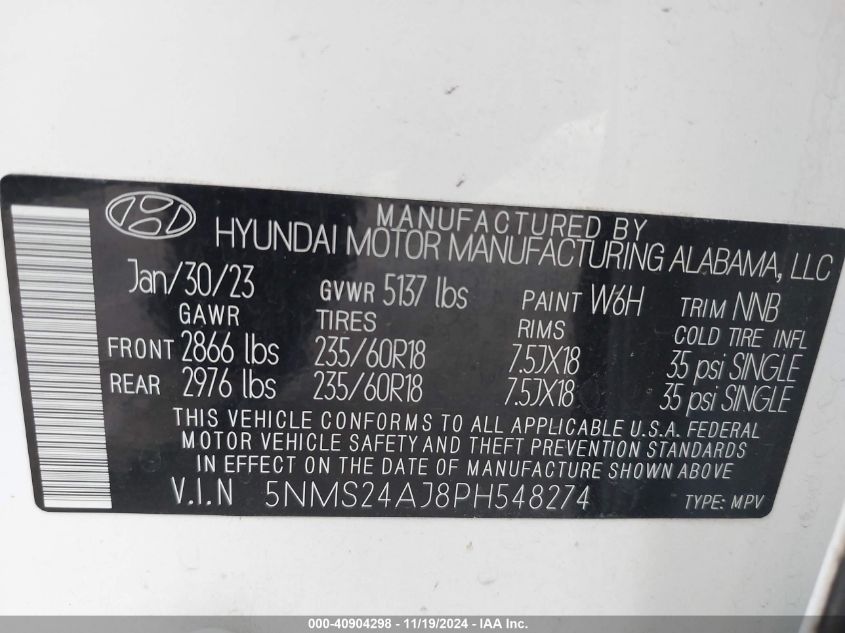 MANUFACTURED BY
HYUNDAI MOTOR MANUFACTURING ALABAMA, LLC
Jan/30/23 GVWR 5137 lbs PAINT W6H TRIM NNB
GAWR TIRES RIMS COLD TIRE INFL
FRONT 2866 lbs 235/60R18 7.5JX18 35 psi SINGLE
REAR 2976 lbs 235/60R18 7.5JX18 35 psi SINGLE
THIS VEHICLE CONFORMS TO ALL APPLICABLE U.S.A. FEDERAL
MOTOR VEHICLE SAFETY AND THEFT PREVENTION STANDARDS
IN EFFECT ON THE DATE OF MANUFACTURE SHOWN ABOVE
V.I.N 5NMS24AJ8PH548274 TYPE: MPV
000-40904298 - 11/19/2024 - IAA Inc.